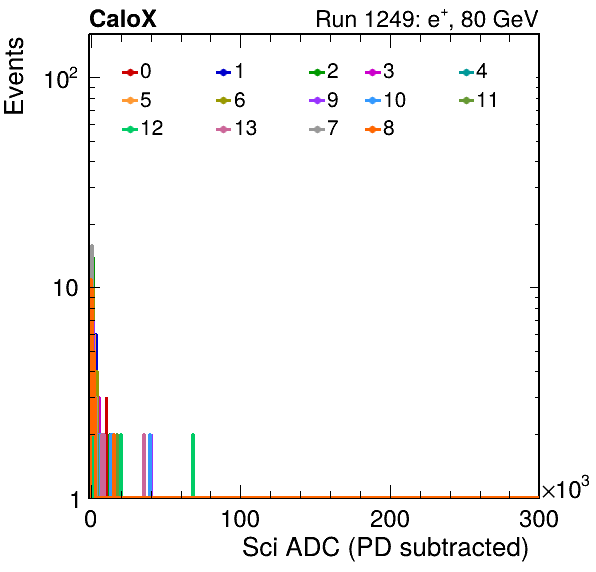 CaloX Run 1249: e+, 80 GeV
Events
10²
0 1 2 3 4
5 6 9 10 11
12 13 7 8
10
1
×10³
0 100 200 300
Sci ADC (PD subtracted)